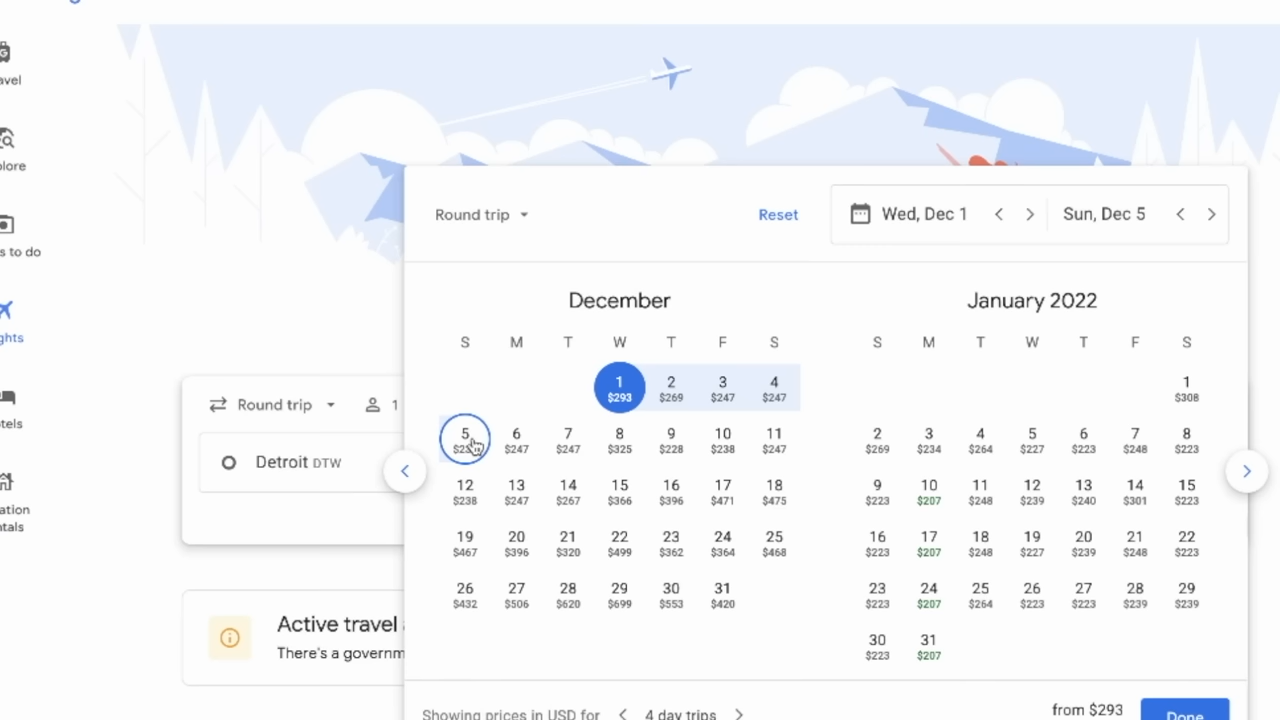 avel
plore
s to do
ghts
tels
ation
ntals
Round trip
1
Detroit DTW
Active travel
There's a governm
Round trip
Reset
Wed, Dec 1
Sun, Dec 5
December
S M T W T F S
1 2 3 4
$293 $269 $247 $247
5 6 7 8 9 10 11
$247 $247 $325 $228 $238 $247
12 13 14 15 16 17 18
$238 $247 $267 $366 $396 $471 $475
19 20 21 22 23 24 25
$467 $396 $320 $499 $362 $364 $468
26 27 28 29 30 31
$432 $506 $620 $699 $553 $420
January 2022
S M T W T F S
1
$308
2 3 4 5 6 7 8
$269 $234 $264 $227 $223 $248 $223
9 10 11 12 13 14 15
$223 $207 $248 $239 $240 $301 $223
16 17 18 19 20 21 22
$223 $207 $248 $227 $239 $248 $223
23 24 25 26 27 28 29
$223 $207 $264 $223 $223 $239 $239
30 31
$223 $207
Showing prices in USD for
4 day trips
from $293
Done